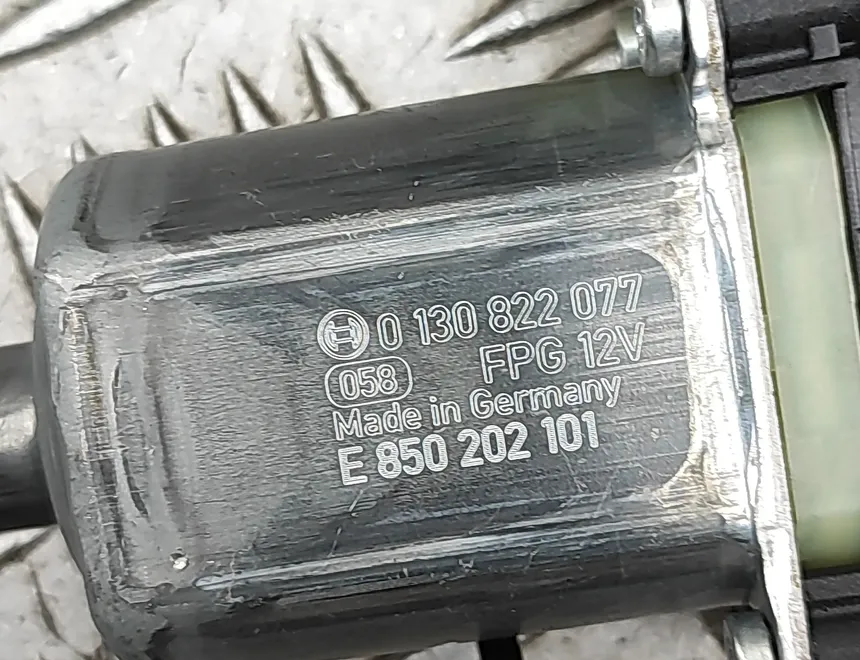 0 130 822 077
058 FPG 12V
Made in Germany
E 850 202 101